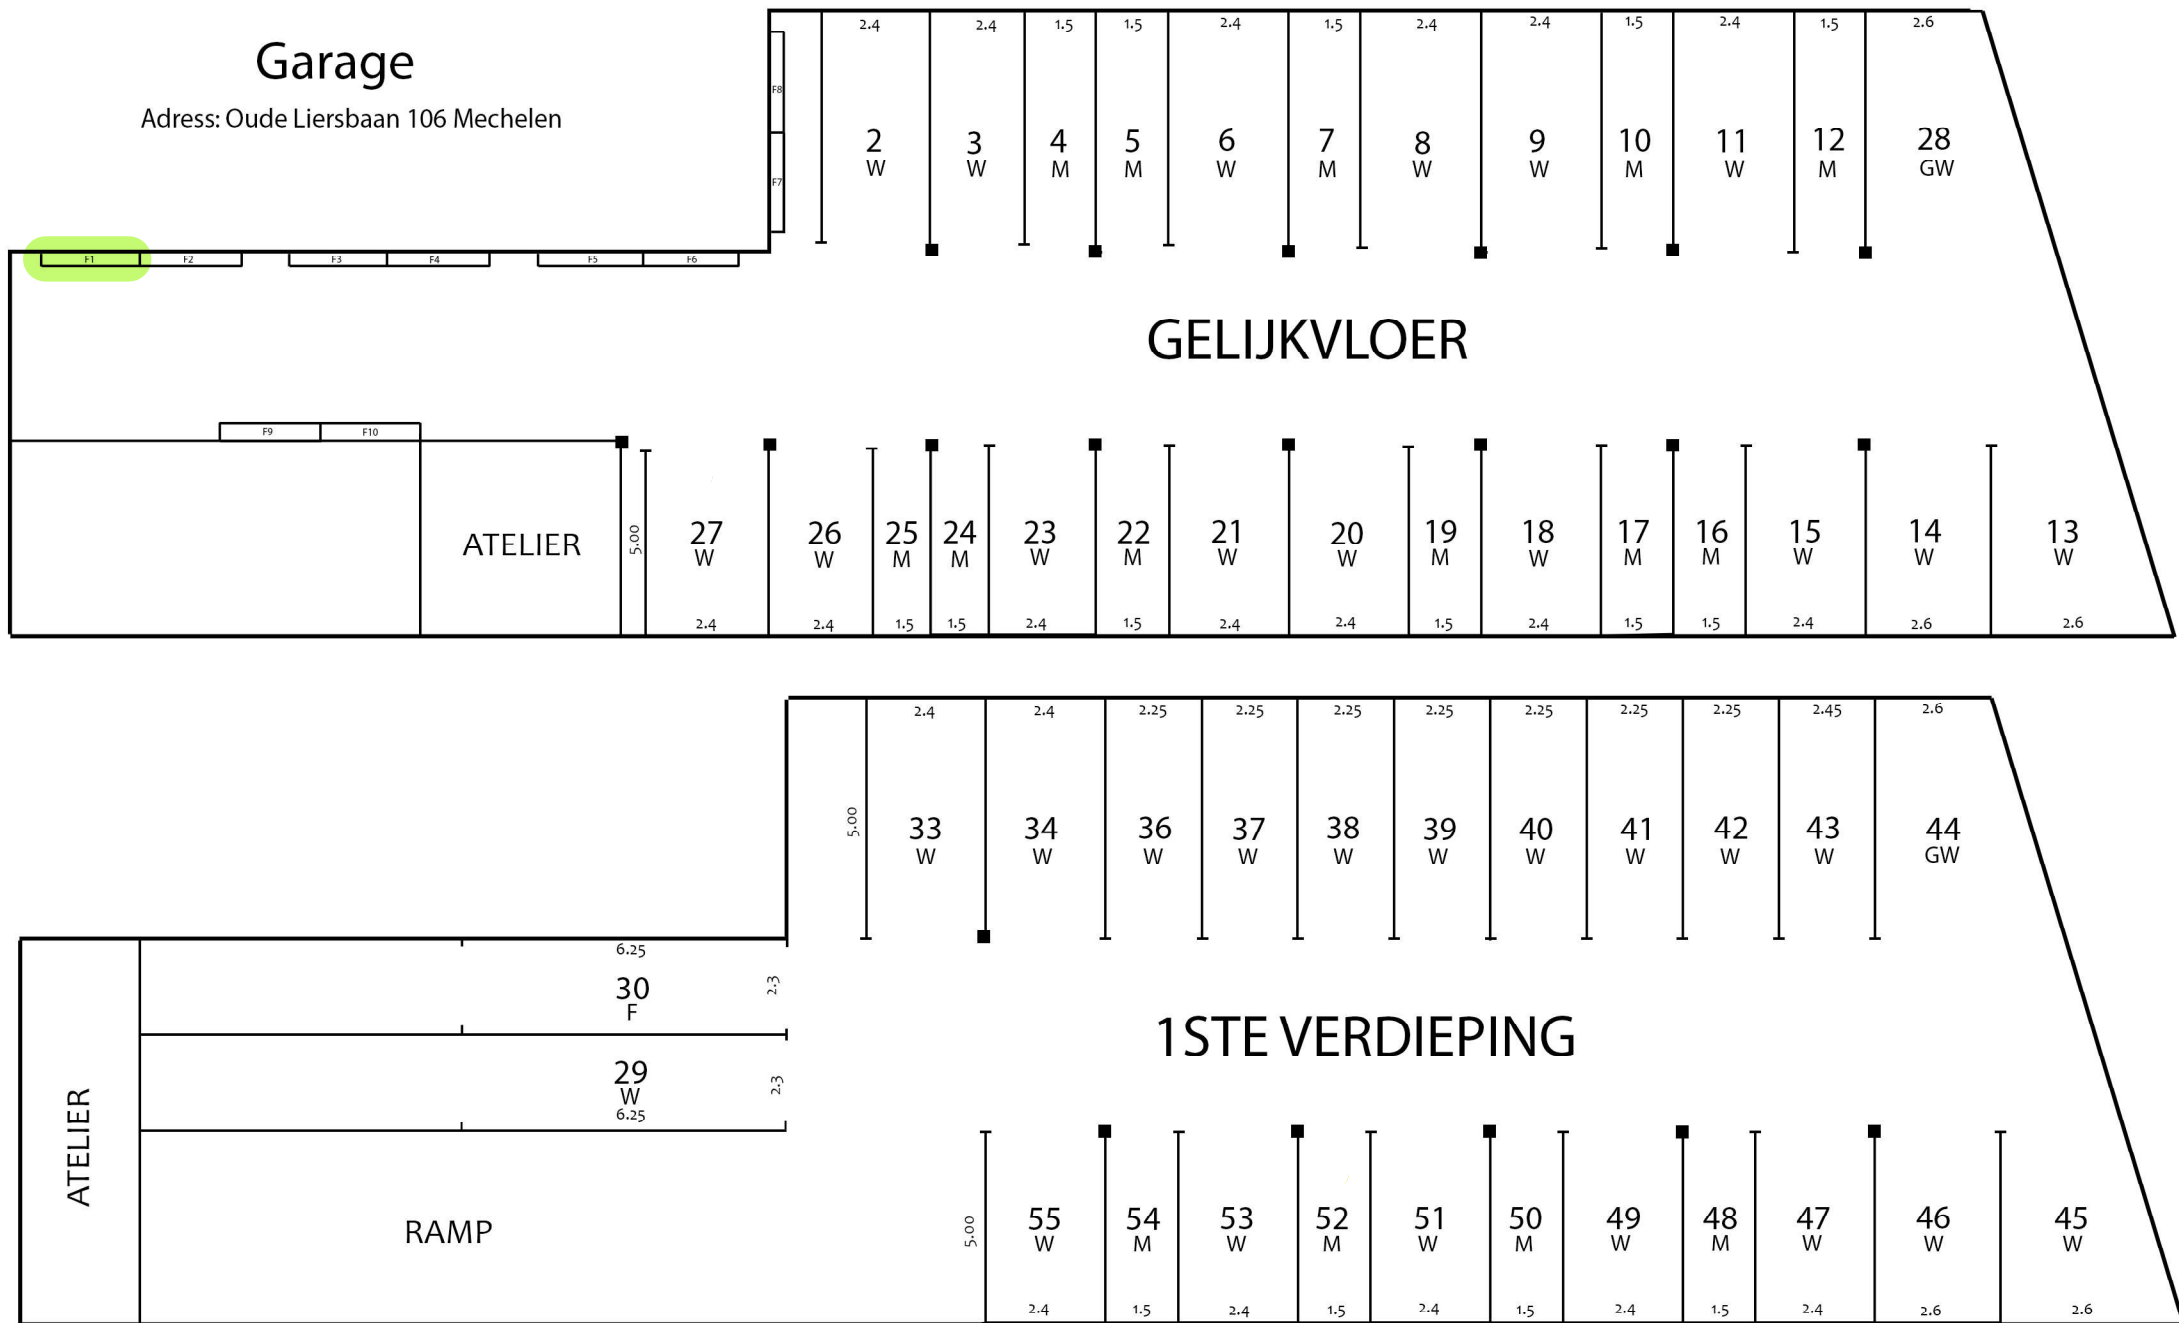 Garage
Adress: Oude Liersbaan 106 Mechelen
2.4 2.4 1.5 1.5 2.4 1.5 2.4 2.4 1.5 2.4 1.5 2.6
F8
2 3 4 5 6 7 8 9 10 11 12 28
W W M M W M W W M W M GW
F7
F1 F2 F3 F4 F5 F6
GELIJKVLOER
F9 F10
ATELIER
5.00
27 26 25 24 23 22 21 20 19 18 17 16 15 14 13
W W M M W M W W M W M M W W W
2.4 2.4 1.5 1.5 2.4 1.5 2.4 2.4 1.5 2.4 1.5 1.5 2.4 2.6 2.6
2.4 2.4 2.25 2.25 2.25 2.25 2.25 2.25 2.25 2.45 2.6
5.00
33 34 36 37 38 39 40 41 42 43 44
W W W W W W W W W W GW
6.25
30
F
2.3
29
W
6.25
2.3
1STE VERDIEPING
ATELIER
RAMP
5.00
55 54 53 52 51 50 49 48 47 46 45
W M W M W M W M W W W
2.4 1.5 2.4 1.5 2.4 1.5 2.4 1.5 2.4 2.6 2.6